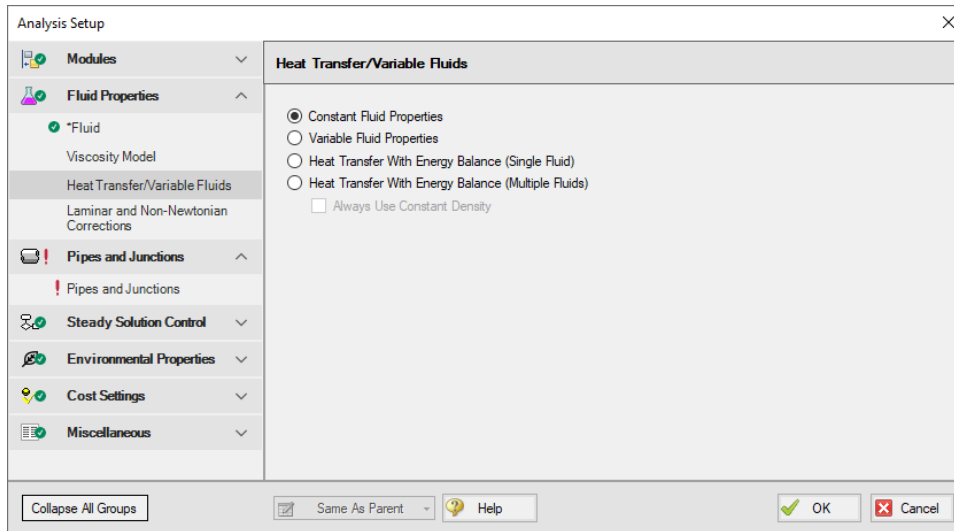 Analysis Setup
Modules
Fluid Properties
*Fluid
Viscosity Model
Heat Transfer/Variable Fluids
Laminar and Non-Newtonian
Corrections
Pipes and Junctions
Pipes and Junctions
Steady Solution Control
Environmental Properties
Cost Settings
Miscellaneous
Heat Transfer/Variable Fluids
Constant Fluid Properties
Variable Fluid Properties
Heat Transfer With Energy Balance (Single Fluid)
Heat Transfer With Energy Balance (Multiple Fluids)
Always Use Constant Density
Collapse All Groups
Same As Parent
Help
OK
Cancel